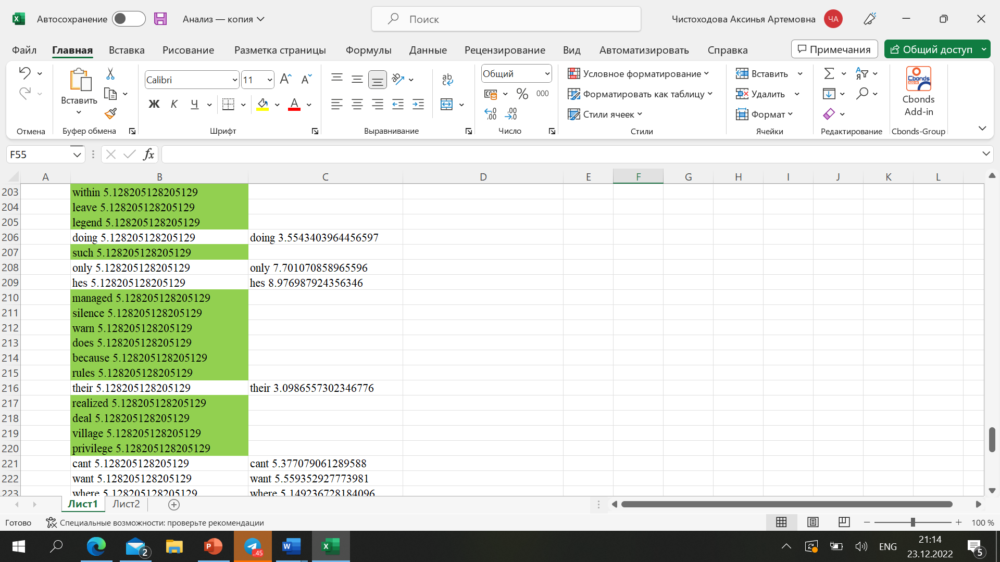 Автосохранение
Анализ — копия
Поиск
Чистоходова Аксинья Артемовна
ЧА
Файл Главная Вставка Рисование Разметка страницы Формулы Данные Рецензирование Вид Автоматизировать Справка
Примечания
Общий доступ
Вставить
Calibri
11
Ж К Ч
Общий
% 000
Условное форматирование
Форматировать как таблицу
Стили ячеек
Вставить
Удалить
Формат
Cbonds
Add-in
Отмена
Буфер обмена
Шрифт
Выравнивание
Число
Стили
Ячейки
Редактирование
Cbonds-Group
F55
fx
A B C D E F G H I J K L
203 within 5.128205128205129
204 leave 5.128205128205129
205 legend 5.128205128205129
206 doing 5.128205128205129 doing 3.5543403964456597
207 such 5.128205128205129
208 only 5.128205128205129 only 7.701070858965596
209 hes 5.128205128205129 hes 8.976987924356346
210 managed 5.128205128205129
211 silence 5.128205128205129
212 warn 5.128205128205129
213 does 5.128205128205129
214 because 5.128205128205129
215 rules 5.128205128205129
216 their 5.128205128205129 their 3.0986557302346776
217 realized 5.128205128205129
218 deal 5.128205128205129
219 village 5.128205128205129
220 privilege 5.128205128205129
221 cant 5.128205128205129 cant 5.377079061289588
222 want 5.128205128205129 want 5.559352927773981
223 where 5.128205128205129 where 5.149236728184096
Лист1 Лист2
Готово
Специальные возможности: проверьте рекомендации
100 %
2
..45
ENG
21:14
23.12.2022
5